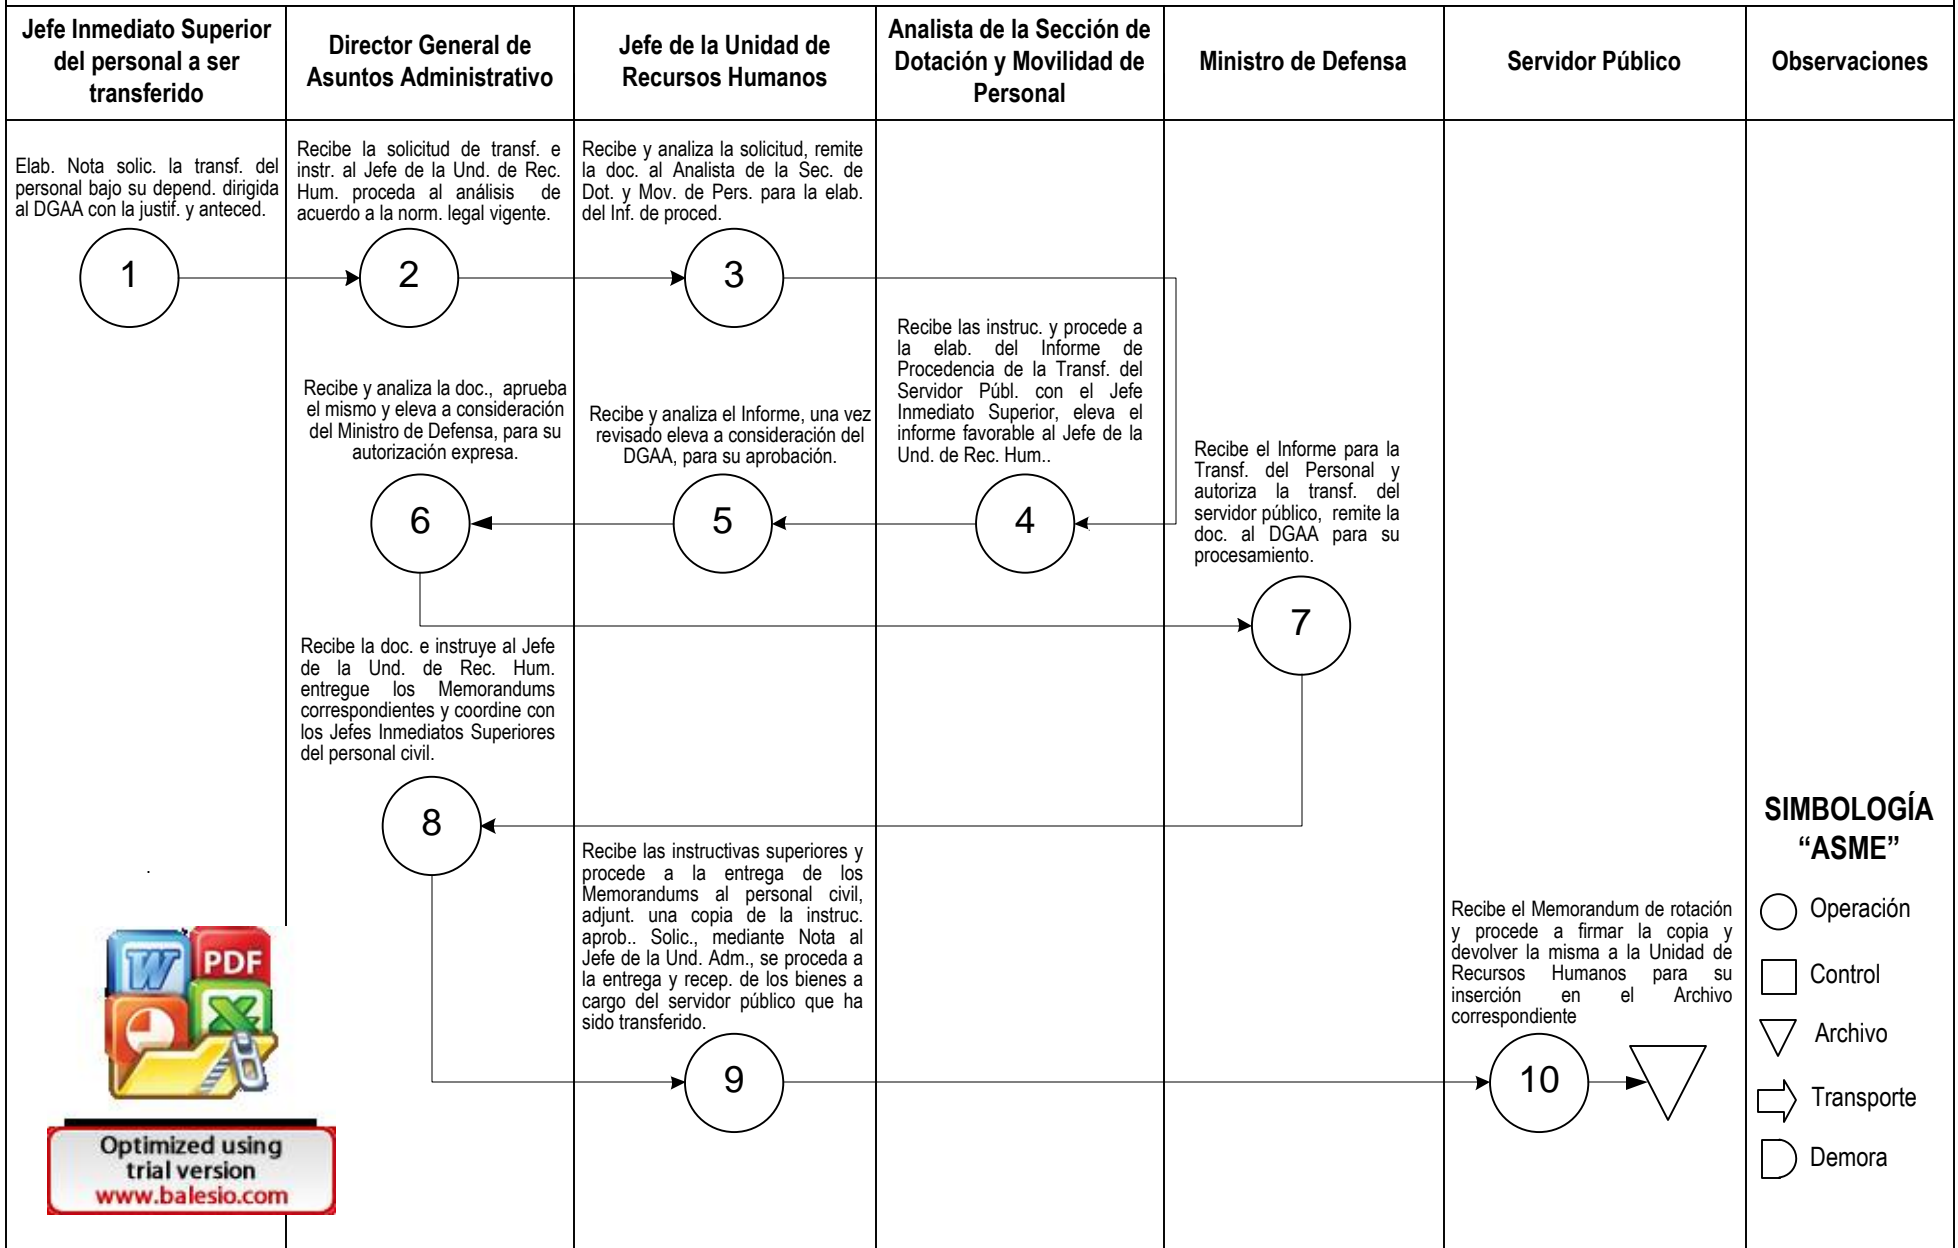 Jefe Inmediato Superior
del personal a ser
transferido
Director General de
Asuntos Administrativo
Jefe de la Unidad de
Recursos Humanos
Analista de la Sección de
Dotación y Movilidad de
Personal
Ministro de Defensa
Servidor Público
Observaciones
Elab. Nota solic. la transf. del
personal bajo su depend. dirigida
al DGAA con la justif. y anteced.
1
Recibe la solicitud de transf. e
instr. al Jefe de la Und. de Rec.
Hum. proceda al análisis de
acuerdo a la norm. legal vigente.
2
Recibe y analiza la solicitud, remite
la doc. al Analista de la Sec. de
Dot. y Mov. de Pers. para la elab.
del Inf. de proced.
3
Recibe las instruc. y procede a
la elab. del Informe de
Procedencia de la Transf. del
Servidor Públ. con el Jefe
Inmediato Superior, eleva el
informe favorable al Jefe de la
Und. de Rec. Hum..
4
Recibe y analiza el Informe, una vez
revisado eleva a consideración del
DGAA, para su aprobación.
5
Recibe y analiza la doc., aprueba
el mismo y eleva a consideración
del Ministro de Defensa, para su
autorización expresa.
6
Recibe el Informe para la
Transf. del Personal y
autoriza la transf. del
servidor público, remite la
doc. al DGAA para su
procesamiento.
7
Recibe la doc. e instruye al Jefe
de la Und. de Rec. Hum.
entregue los Memorandums
correspondientes y coordine con
los Jefes Inmediatos Superiores
del personal civil.
8
Recibe las instructivas superiores y
procede a la entrega de los
Memorandums al personal civil,
adjunt. una copia de la instruc.
aprob.. Solic., mediante Nota al
Jefe de la Und. Adm., se proceda a
la entrega y recep. de los bienes a
cargo del servidor público que ha
sido transferido.
9
Recibe el Memorandum de rotación
y procede a firmar la copia y
devolver la misma a la Unidad de
Recursos Humanos para su
inserción en el Archivo
correspondiente
10
SIMBOLOGÍA
“ASME”
Operación
Control
Archivo
Transporte
Demora
.
W
PDF
X
Optimized using
trial version
www.balesio.com